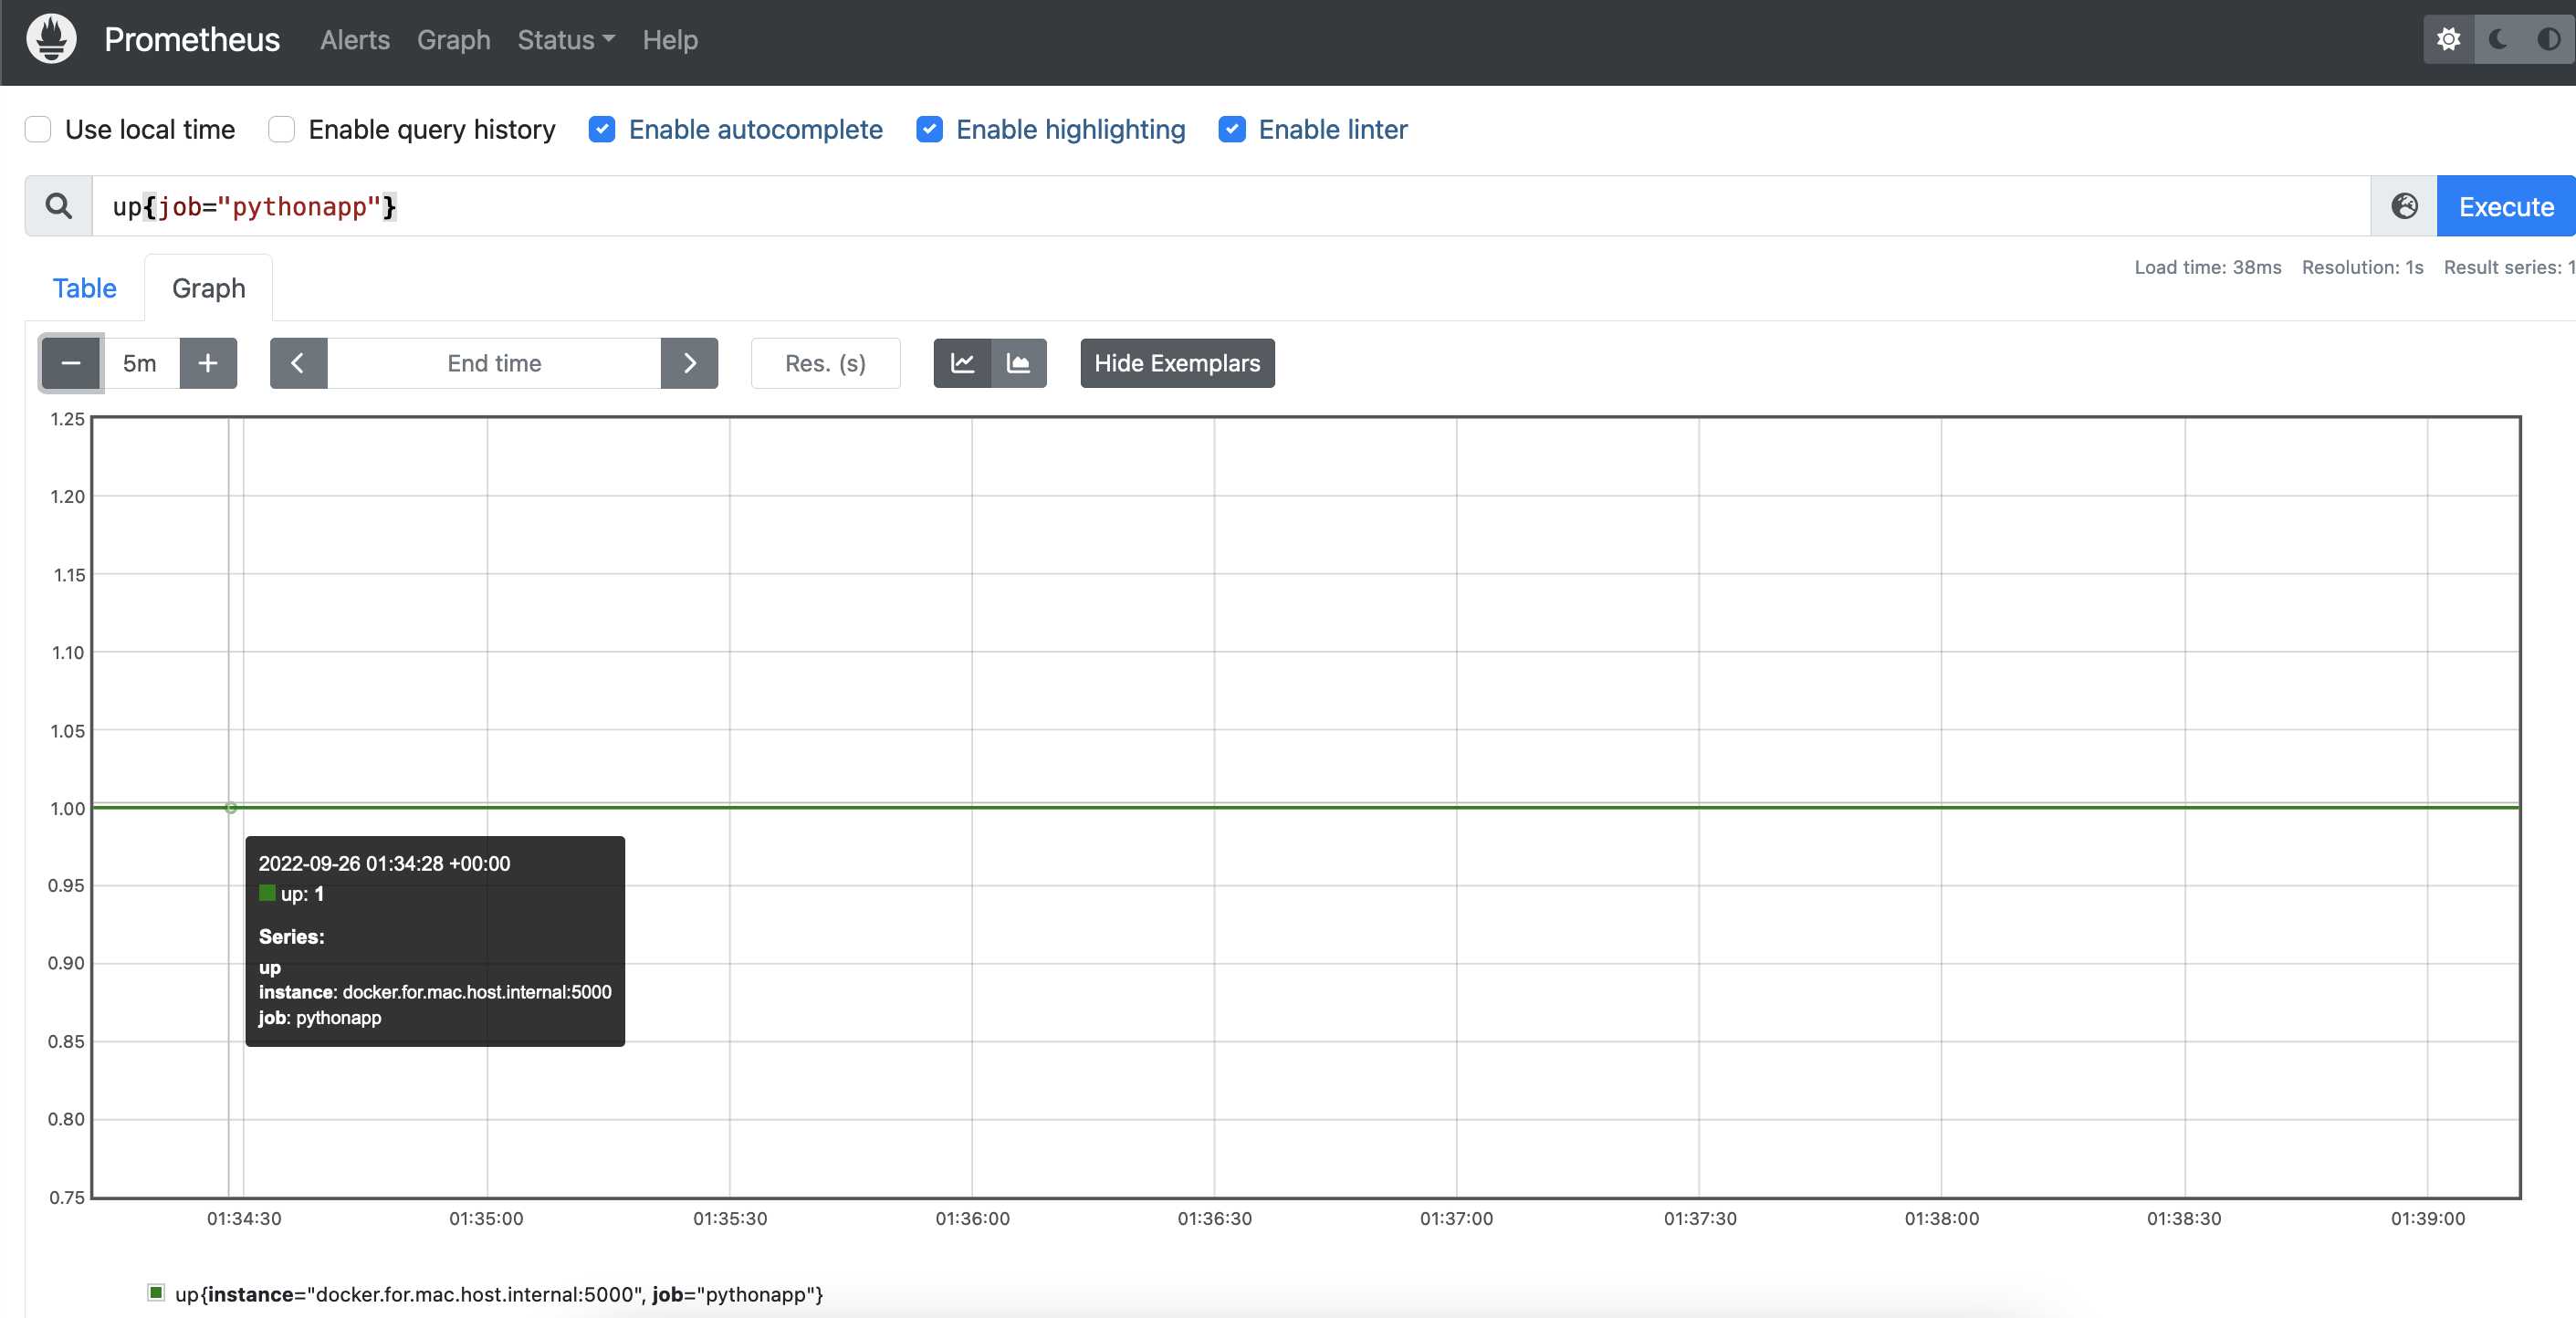 Prometheus Alerts Graph Status Help
Use local time Enable query history Enable autocomplete Enable highlighting Enable linter
up{job="pythonapp"} Execute
Table Graph Load time: 38ms Resolution: 1s Result series: 1
5m End time Res. (s) Hide Exemplars
1.25
1.20
1.15
1.10
1.05
1.00
2022-09-26 01:34:28 +00:00
up: 1
Series:
up
instance: docker.for.mac.host.internal:5000
job: pythonapp
0.95
0.90
0.85
0.80
0.75
01:34:30 01:35:00 01:35:30 01:36:00 01:36:30 01:37:00 01:37:30 01:38:00 01:38:30 01:39:00
up{instance="docker.for.mac.host.internal:5000", job="pythonapp"}